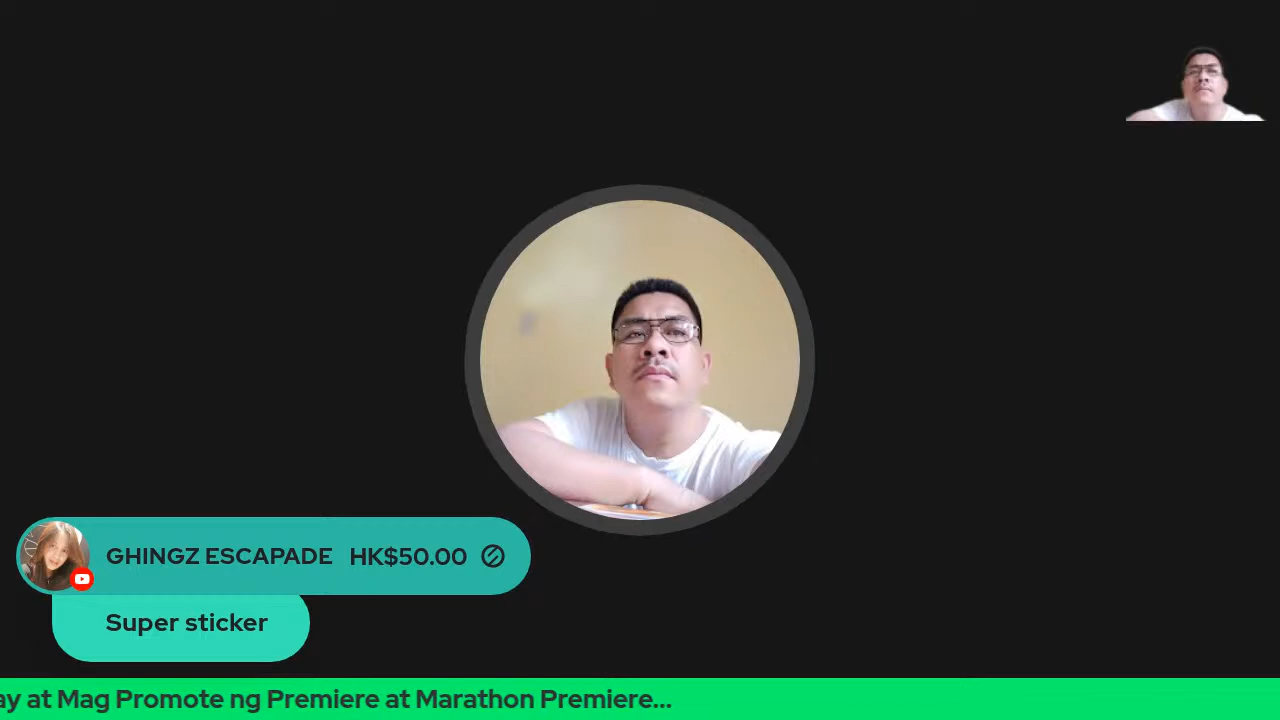 GHINGZ ESCAPADE HK$50.00
Super sticker
ay at Mag Promote ng Premiere at Marathon Premiere...